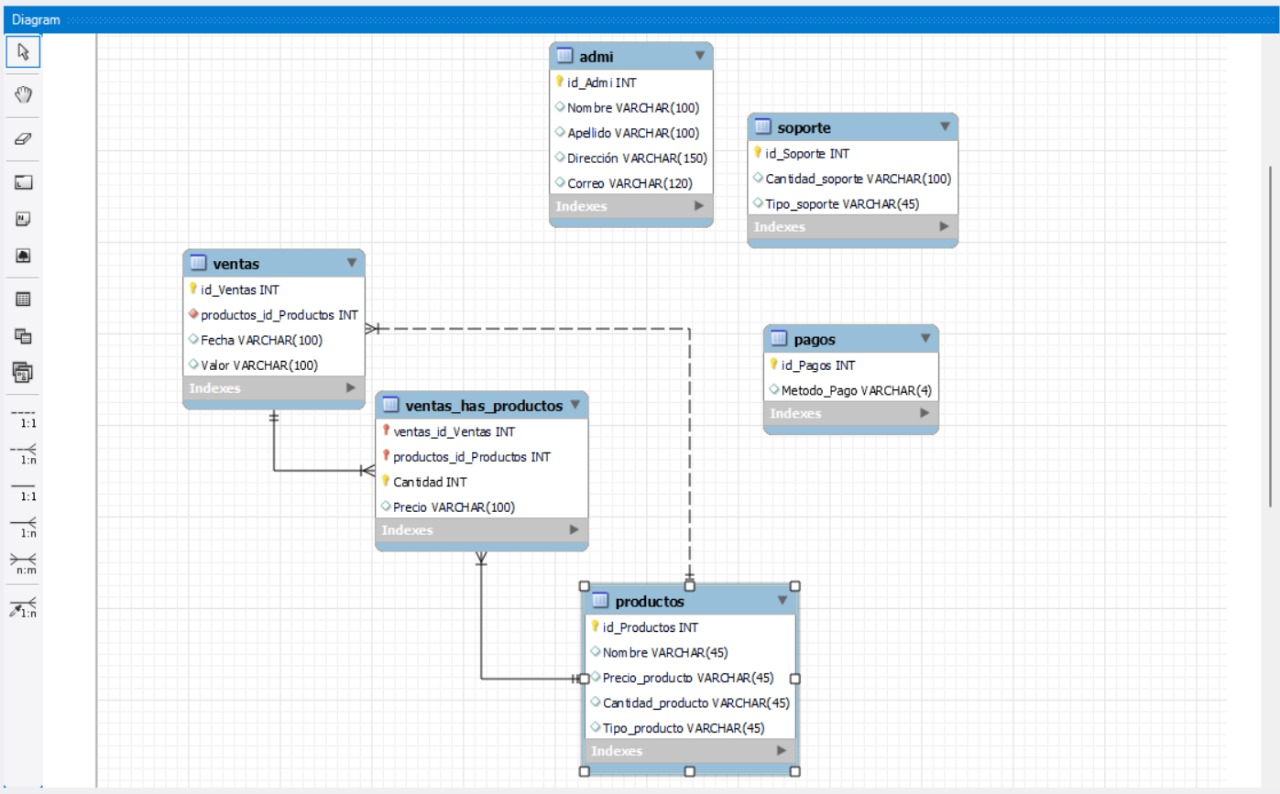 Diagram
admi
id_Admi INT
Nombre VARCHAR(100)
Apellido VARCHAR(100)
Dirección VARCHAR(150)
Correo VARCHAR(120)
Indexes
soporte
id_Soporte INT
Cantidad_soporte VARCHAR(100)
Tipo_soporte VARCHAR(45)
Indexes
ventas
id_Ventas INT
productos_id_Productos INT
Fecha VARCHAR(100)
Valor VARCHAR(100)
Indexes
pagos
id_Pagos INT
Metodo_Pago VARCHAR(4)
Indexes
ventas_has_productos
ventas_id_Ventas INT
productos_id_Productos INT
Cantidad INT
Precio VARCHAR(100)
Indexes
productos
id_Productos INT
Nombre VARCHAR(45)
Precio_producto VARCHAR(45)
Cantidad_producto VARCHAR(45)
Tipo_producto VARCHAR(45)
Indexes
1:1
1:n
1:1
1:n
n:m
1:n